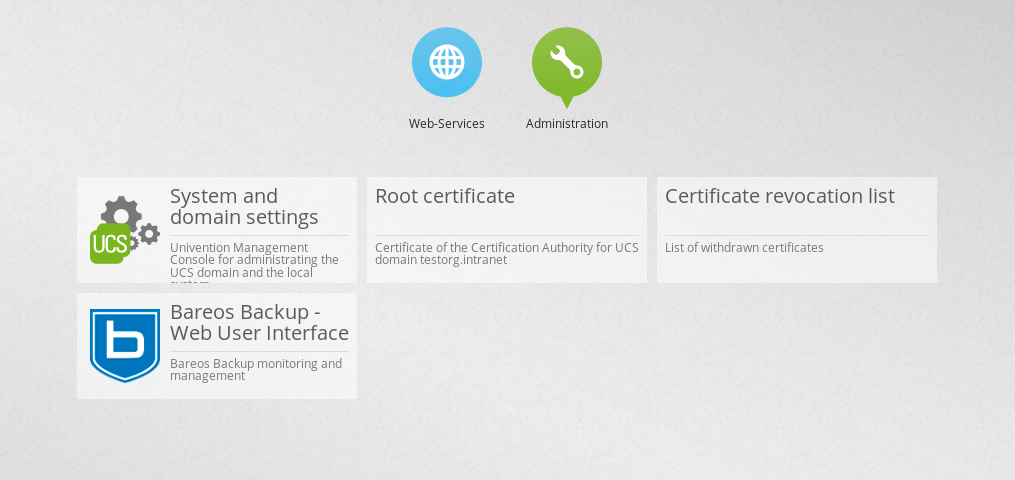 Web-Services
Administration
System and
domain settings
UCS
Univention Management
Console for administrating the
UCS domain and the local
Root certificate
Certificate of the Certification Authority for UCS
domain testorg.intranet
Certificate revocation list
List of withdrawn certificates
Bareos Backup -
Web User Interface
b
Bareos Backup monitoring and
management